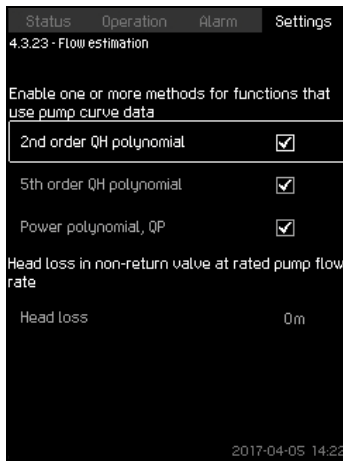 Status Operation Alarm Settings
4.3.23 - Flow estimation
Enable one or more methods for functions that
use pump curve data
2nd order QH polynomial
5th order QH polynomial
Power polynomial, QP
Head loss in non-return valve at rated pump flow
rate
Head loss 0m
2017-04-05 14:22